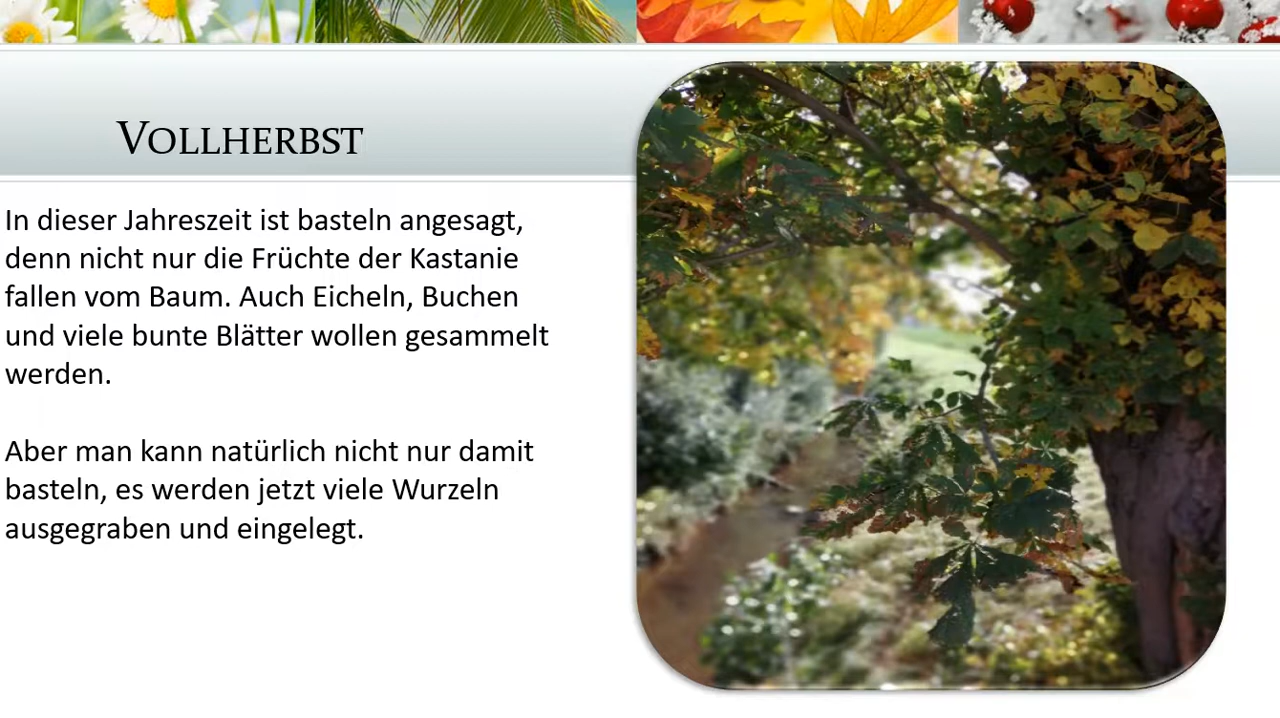 Vollherbst
In dieser Jahreszeit ist basteln angesagt,
denn nicht nur die Früchte der Kastanie
fallen vom Baum. Auch Eicheln, Buchen
und viele bunte Blätter wollen gesammelt
werden.
Aber man kann natürlich nicht nur damit
basteln, es werden jetzt viele Wurzeln
ausgegraben und eingelegt.